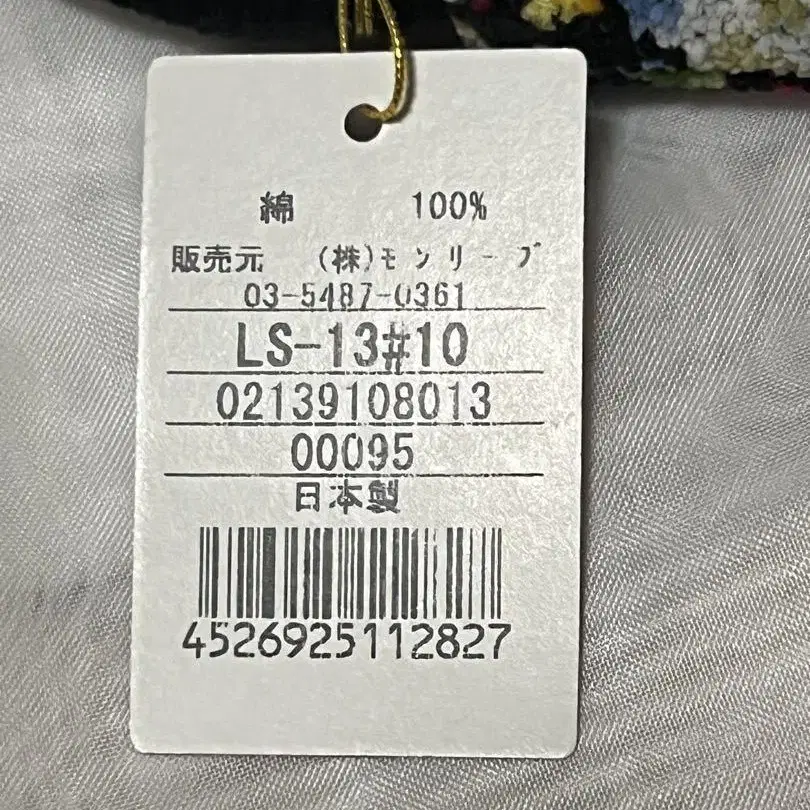 綿 100%
販売元 (株)モンリーブ
03-5487-0361
LS-13#10
02139108013
00095
日本製
4526925112827